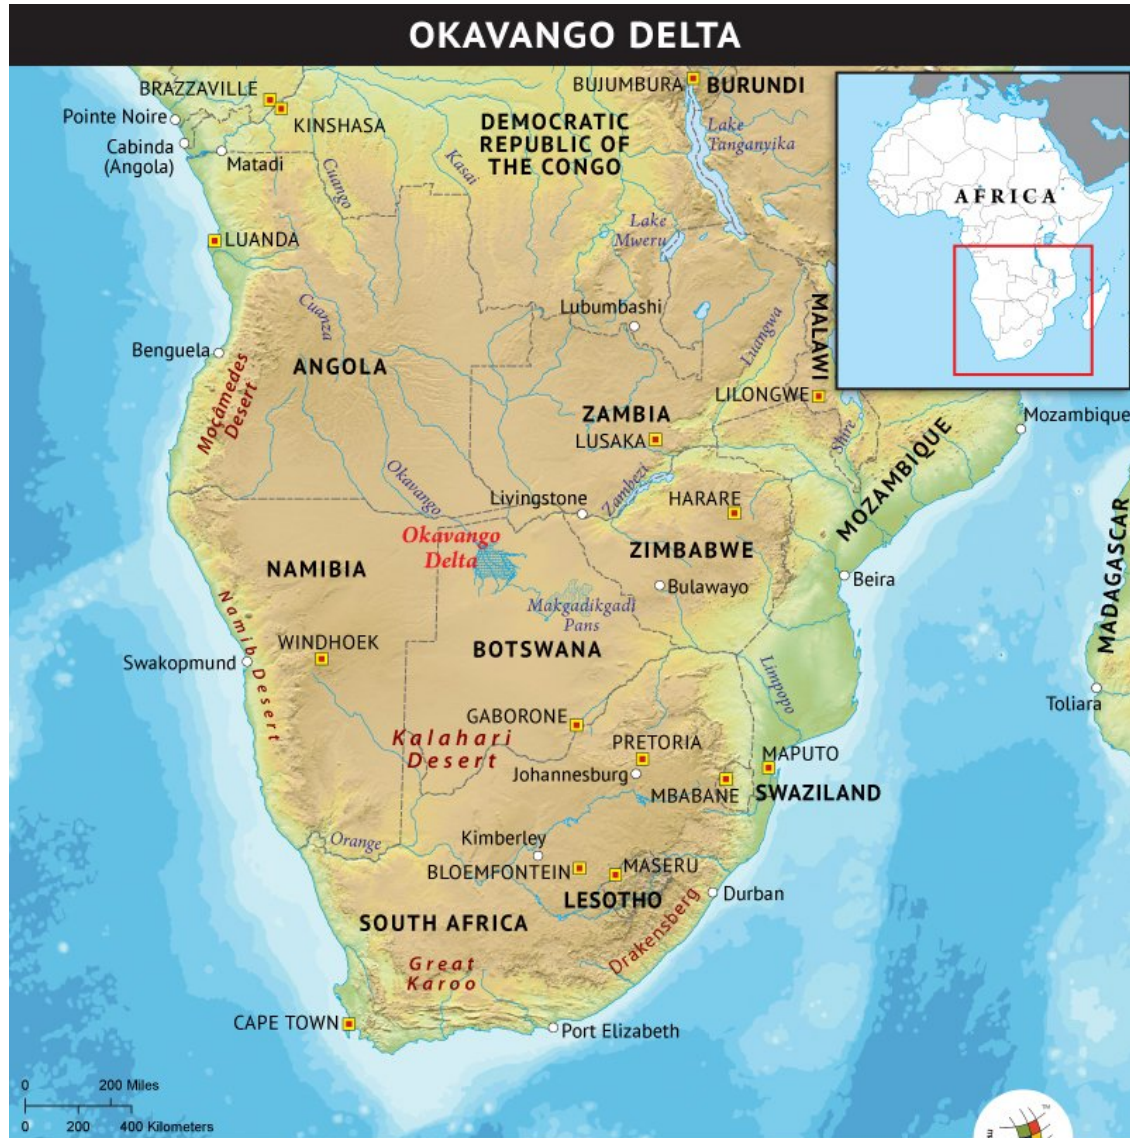 OKAVANGO DELTA
BRAZZAVILLE
BUJUMBURA
BURUNDI
Pointe Noire
KINSHASA
DEMOCRATIC
REPUBLIC OF
THE CONGO
Lake
Tanganyika
Cabinda
(Angola)
Matadi
Cuango
Kasai
AFRICA
Lake
Mweru
LUANDA
Cuanza
Lubumbashi
Luangwa
MALAWI
Benguela
ANGOLA
Moçâmedes
Desert
ZAMBIA
LILONGWE
LUSAKA
Shire
Mozambique
MOZAMBIQUE
Okavango
Livingstone
Zambezi
HARARE
Okavango
Delta
ZIMBABWE
NAMIBIA
Bulawayo
Beira
MADAGASCAR
Makgadikgadi
Pans
Namib Desert
WINDHOEK
BOTSWANA
Swakopmund
Limpopo
Toliara
GABORONE
Kalahari
Desert
PRETORIA
MAPUTO
Johannesburg
MBABANE
SWAZILAND
Orange
Kimberley
BLOEMFONTEIN
MASERU
LESOTHO
Durban
SOUTH AFRICA
Drakensberg
Great
Karoo
CAPE TOWN
Port Elizabeth
0 200 Miles
0 200 400 Kilometers
TM